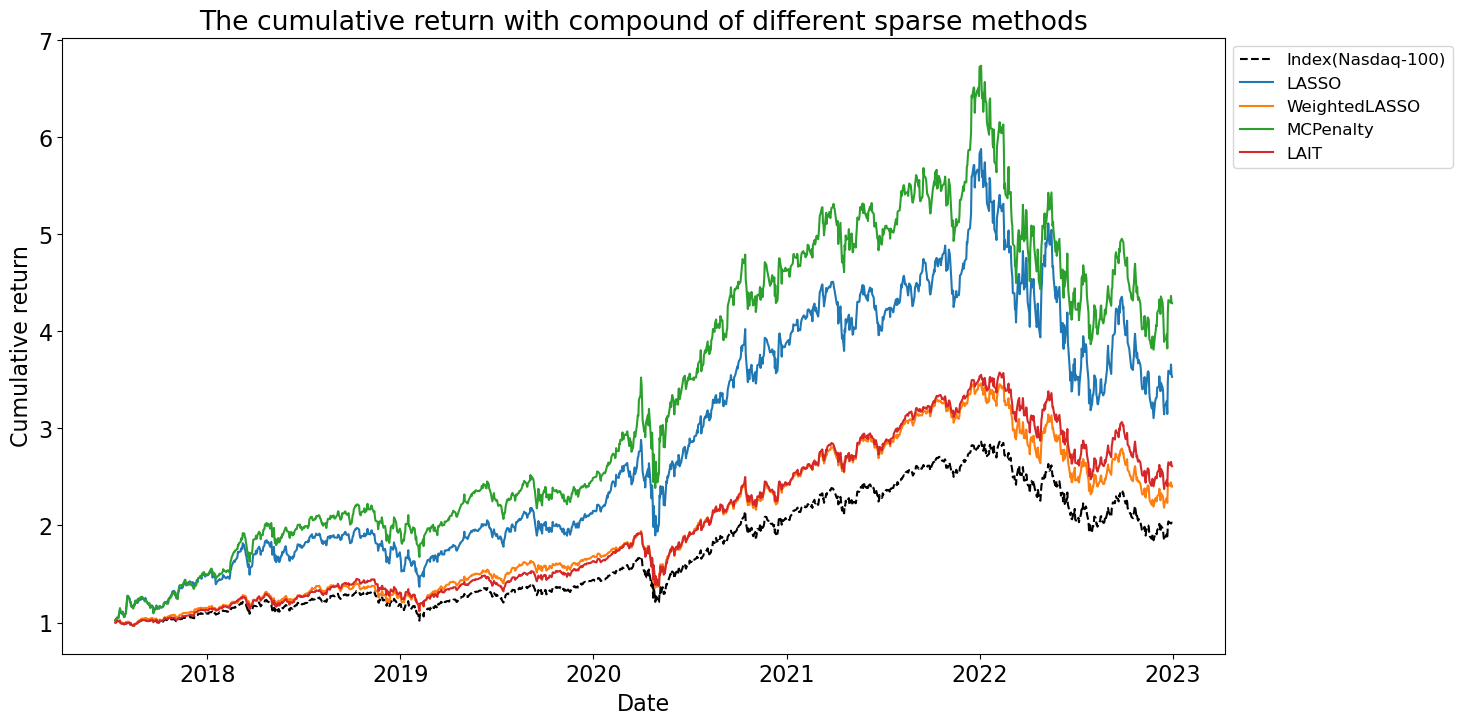 The cumulative return with compound of different sparse methods
7
6
5
4
3
2
1
Cumulative return
2018 2019 2020 2021 2022 2023
Date
Index(Nasdaq-100)
LASSO
WeightedLASSO
MCPenalty
LAIT